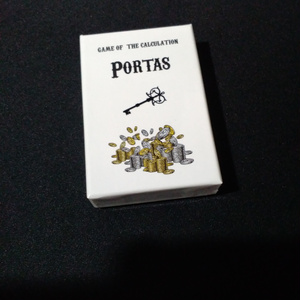 GAME OF THE CALCULATION
PORTAS